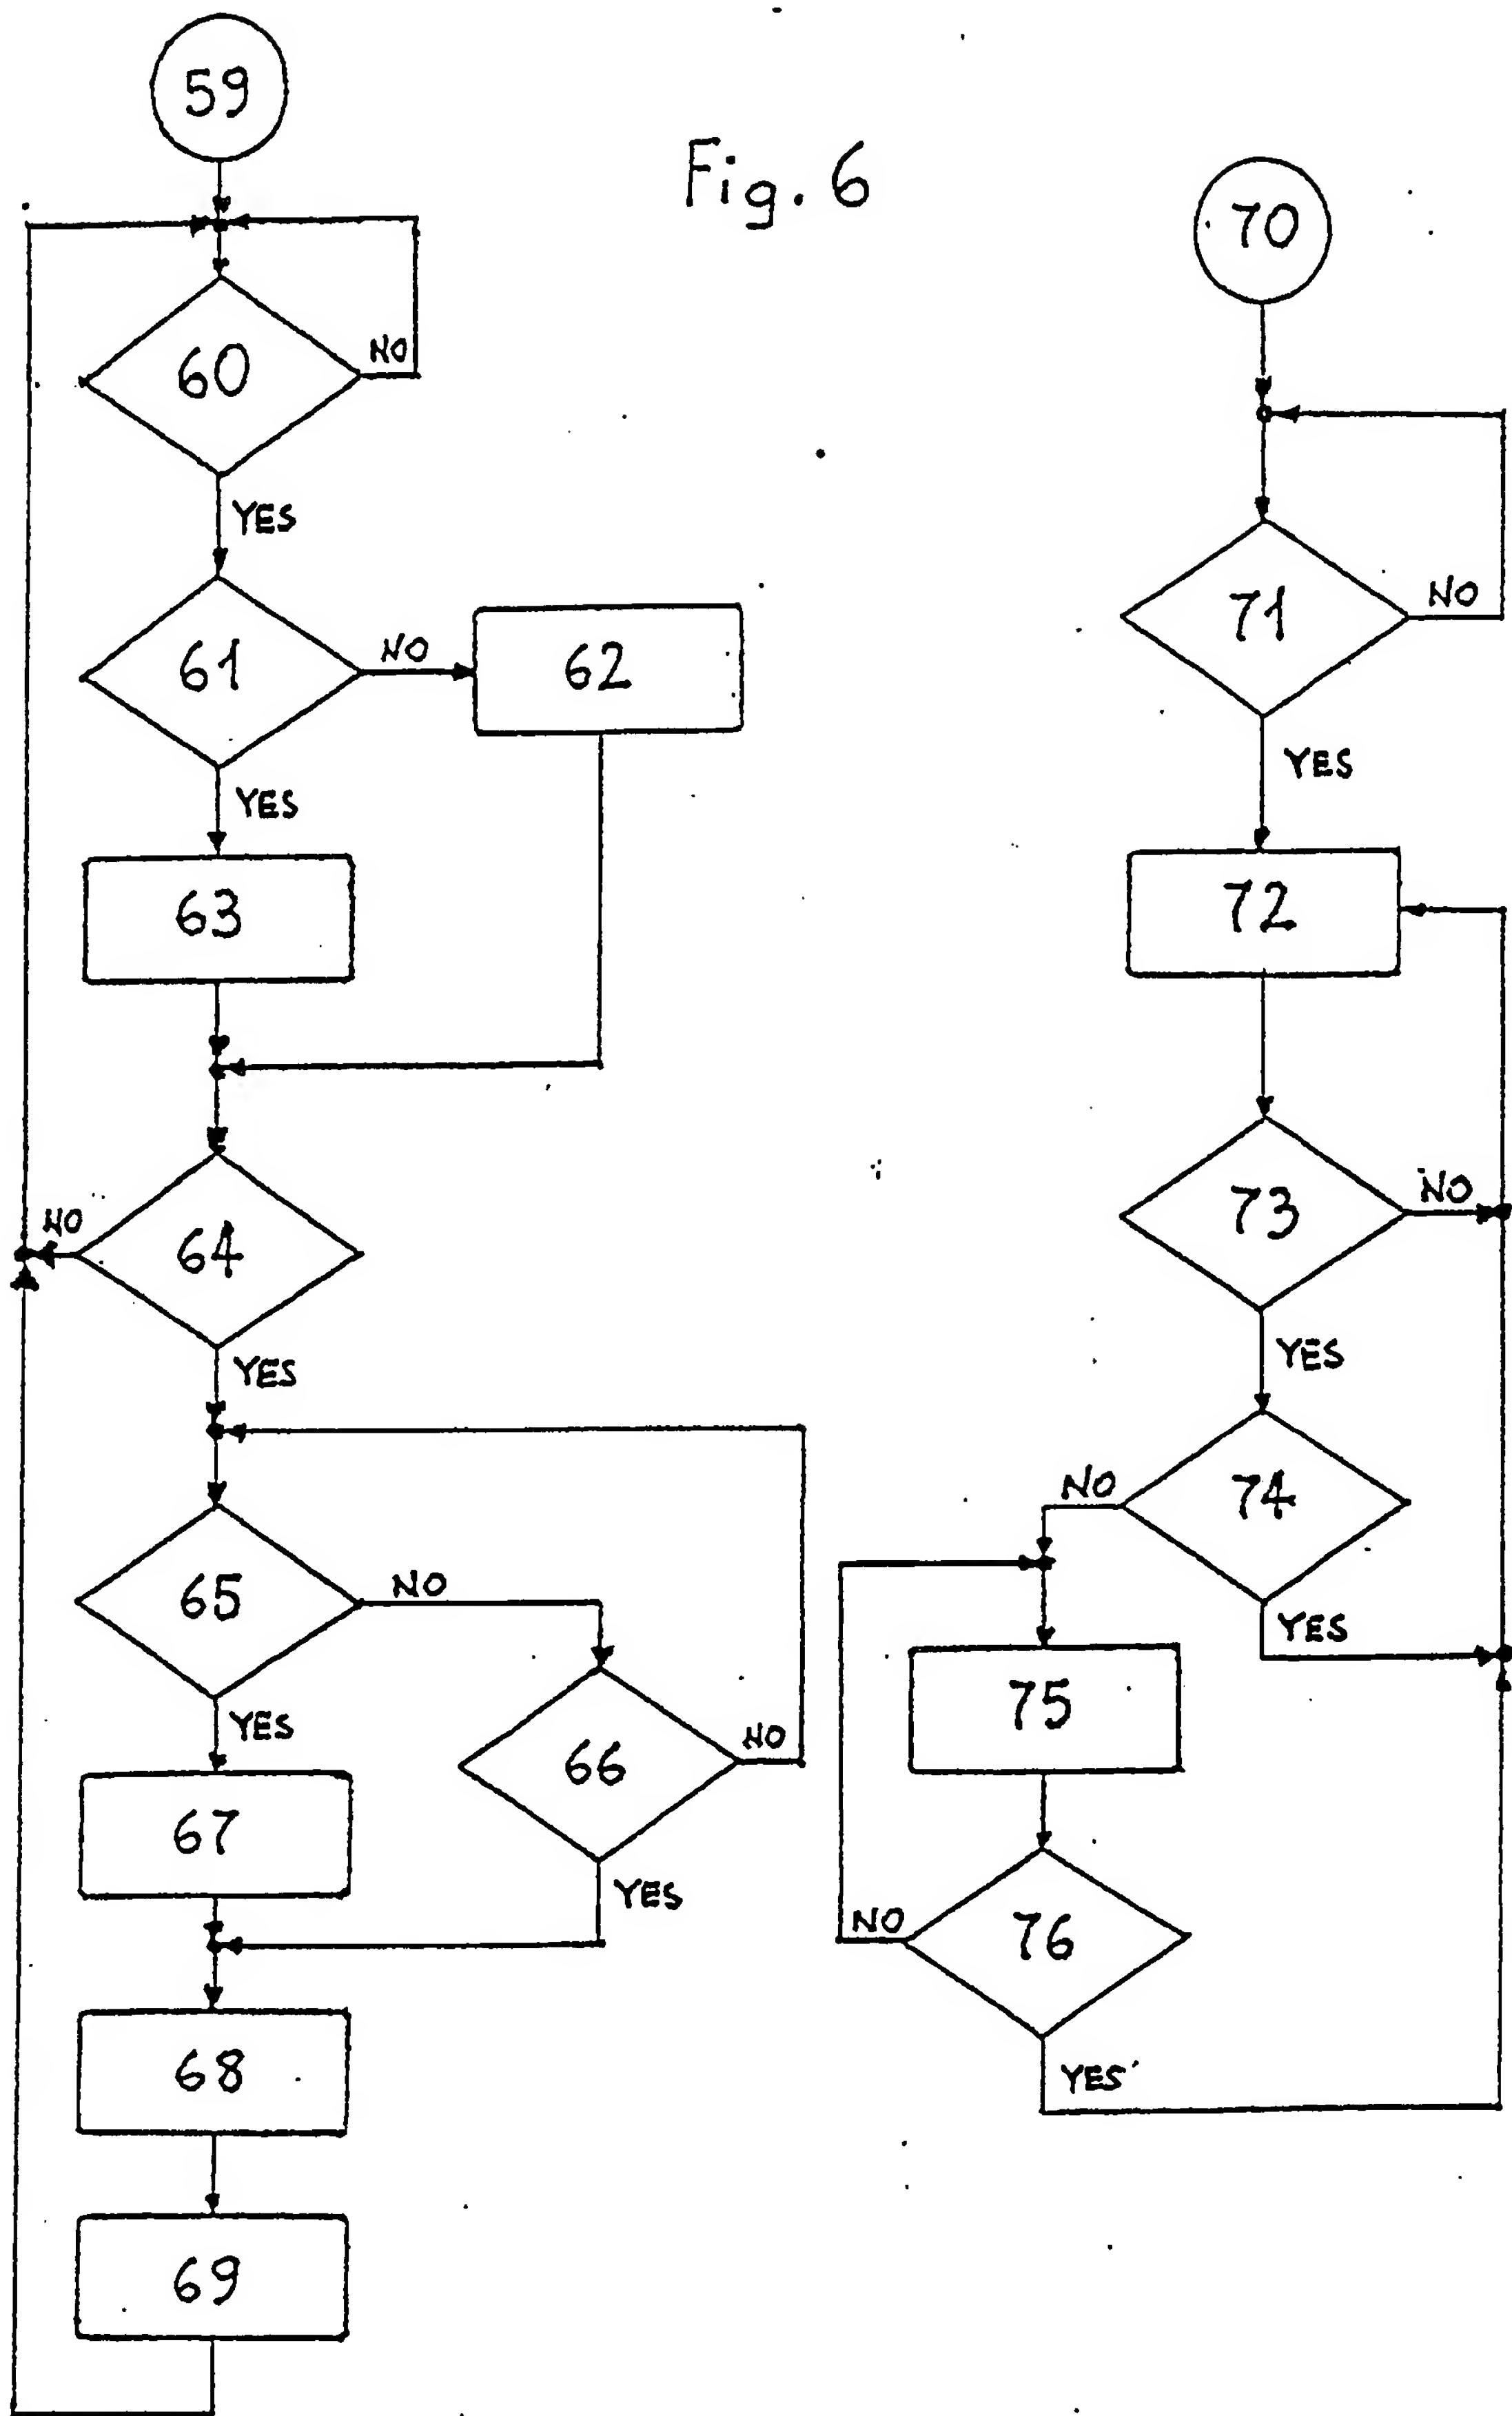 Fig. 6
59
60
NO
YES
61
NO
62
YES
63
64
NO
YES
65
NO
YES
66
NO
YES
67
68
69
70
71
NO
YES
72
73
NO
YES
74
NO
YES
75
76
NO
YES